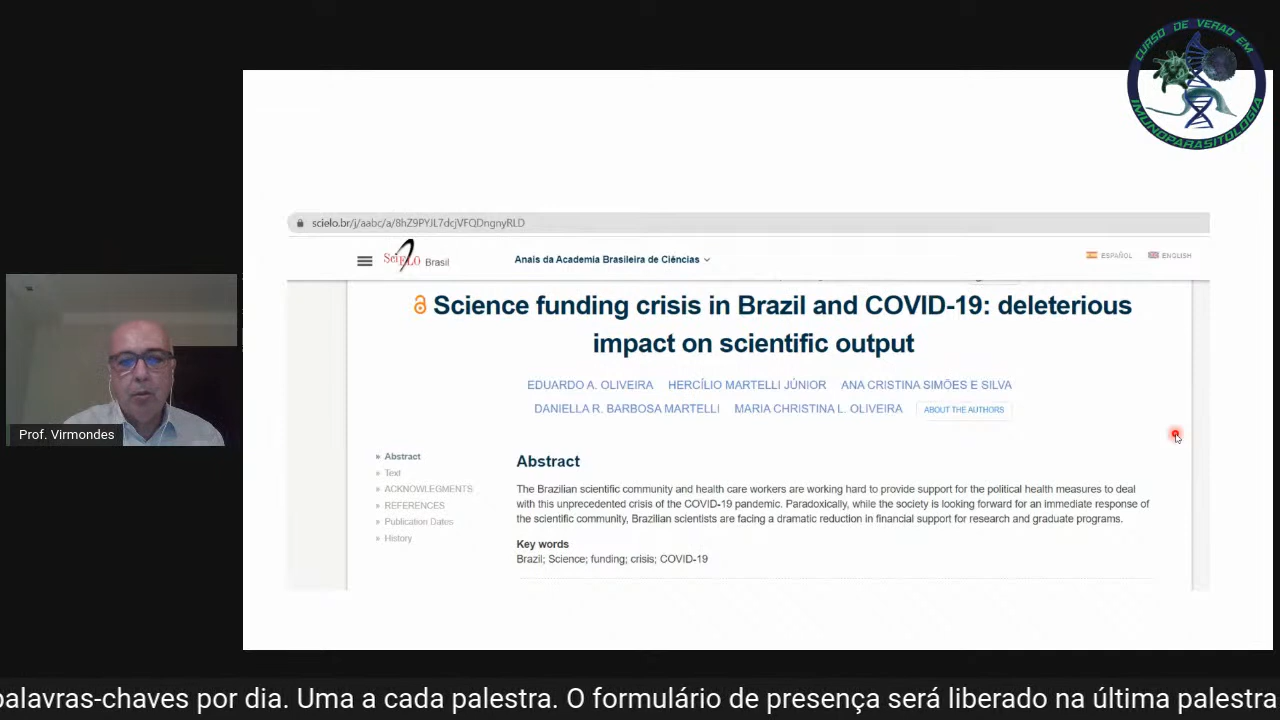 CURSO DE VERÃO EM
IMUNOPARASITOLOGIA
scielo.br/j/aabc/a/8hZ9PYJL7dcjVFQDngnyRLD
SciELO Brasil
Anais da Academia Brasileira de Ciências
ESPAÑOL
ENGLISH
Science funding crisis in Brazil and COVID-19: deleterious
impact on scientific output
EDUARDO A. OLIVEIRA HERCÍLIO MARTELLI JÚNIOR ANA CRISTINA SIMÕES E SILVA
DANIELLA R. BARBOSA MARTELLI MARIA CHRISTINA L. OLIVEIRA ABOUT THE AUTHORS
» Abstract
» Text
» ACKNOWLEGMENTS
» REFERENCES
» Publication Dates
» History
Abstract
The Brazilian scientific community and health care workers are working hard to provide support for the political health measures to deal
with this unprecedented crisis of the COVID-19 pandemic. Paradoxically, while the society is looking forward for an immediate response of
the scientific community, Brazilian scientists are facing a dramatic reduction in financial support for research and graduate programs.
Key words
Brazil; Science; funding; crisis; COVID-19
Prof. Virmondes
palavras-chaves por dia. Uma a cada palestra. O formulário de presença será liberado na última palestra